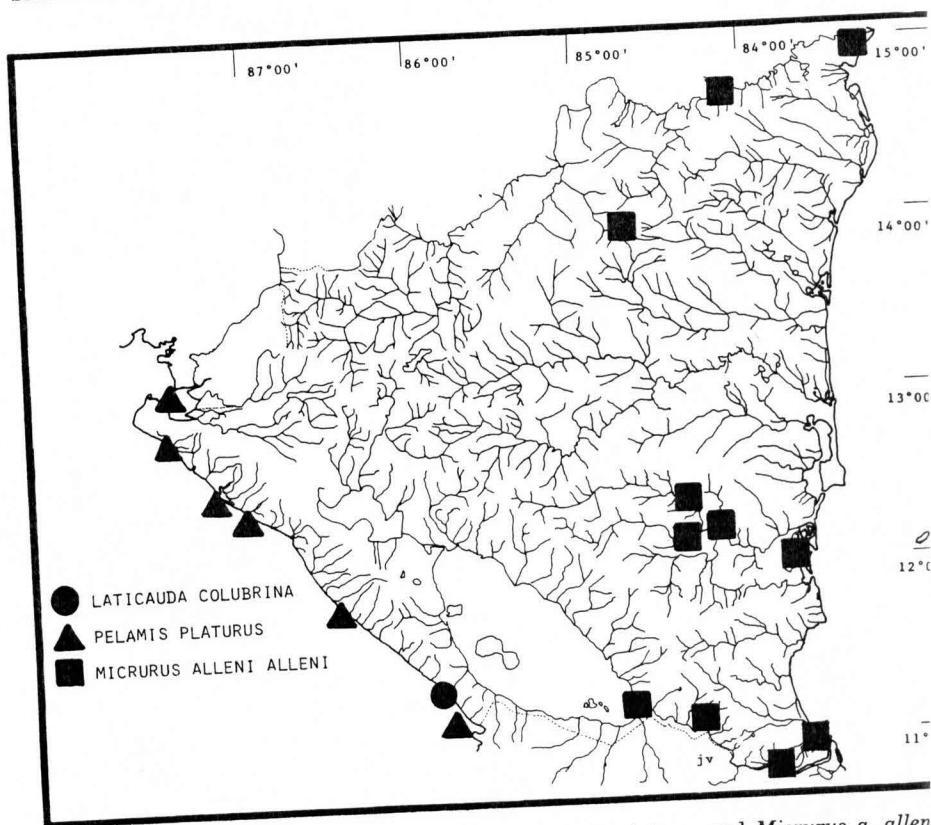 87°00'
86°00'
85°00'
84°00'
15°00'
14°00'
13°00
12°
11°
LATICAUDA COLUBRINA
PELAMIS PLATURUS
MICRURUS ALLENI ALLENI
jv
a. allen